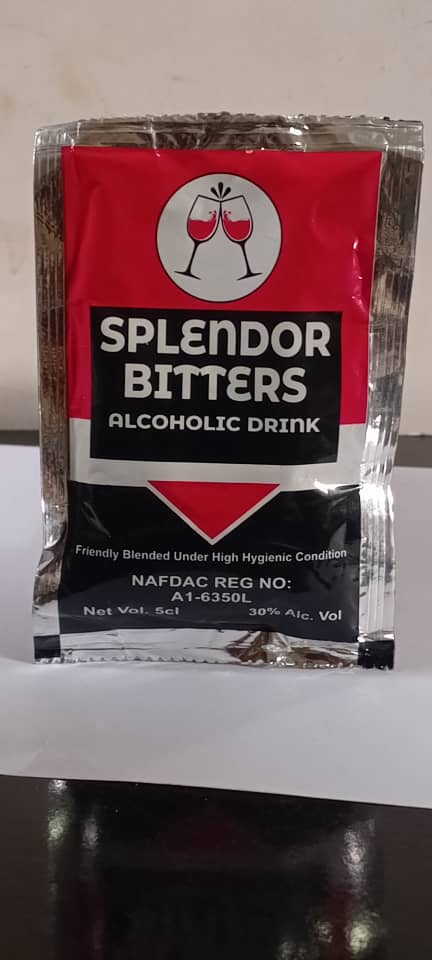 SPLENDOR
BITTERS
ALCOHOLIC DRINK
Friendly Blended Under High Hygienic Condition
NAFDAC REG NO:
A1-6350L
Net Vol. 5cl 30% Alc. Vol